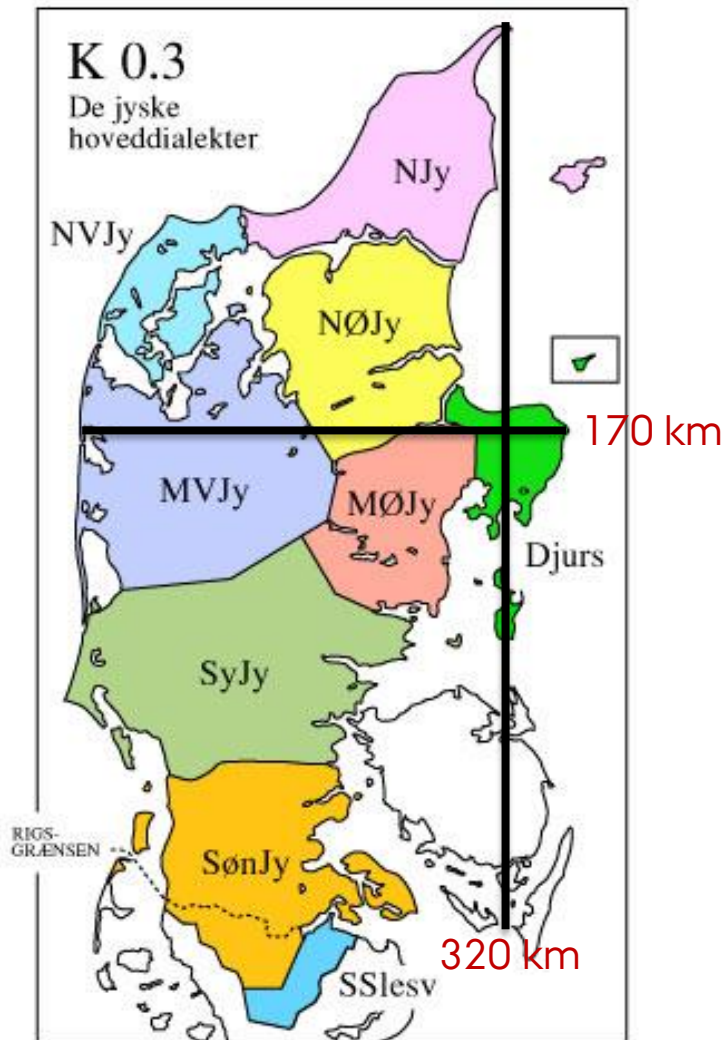 K 0.3
De jyske
hoveddialekter
NJy
NVJy
NØJy
170 km
MVJy
MØJy
Djurs
SyJy
RIGS-
GRÆNSEN
SønJy
320 km
SSlesv